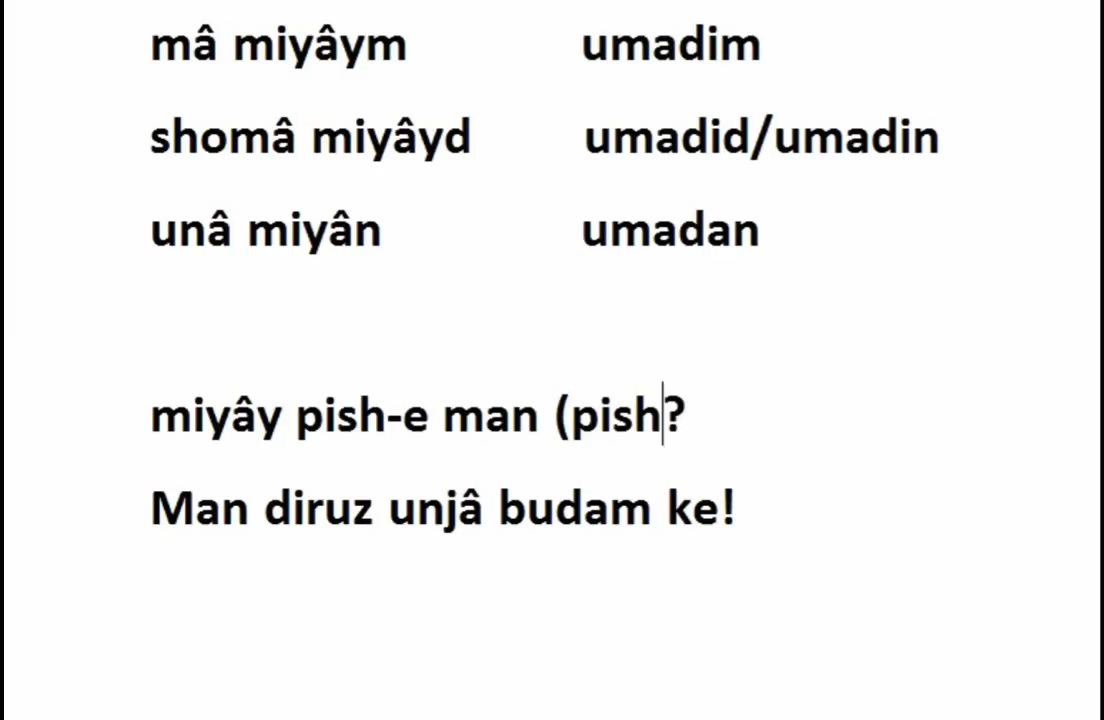 mâ miyâym umadim
shomâ miyâyd umadid/umadin
unâ miyân umadan
miyây pish-e man (pish?
Man diruz unjâ budam ke!